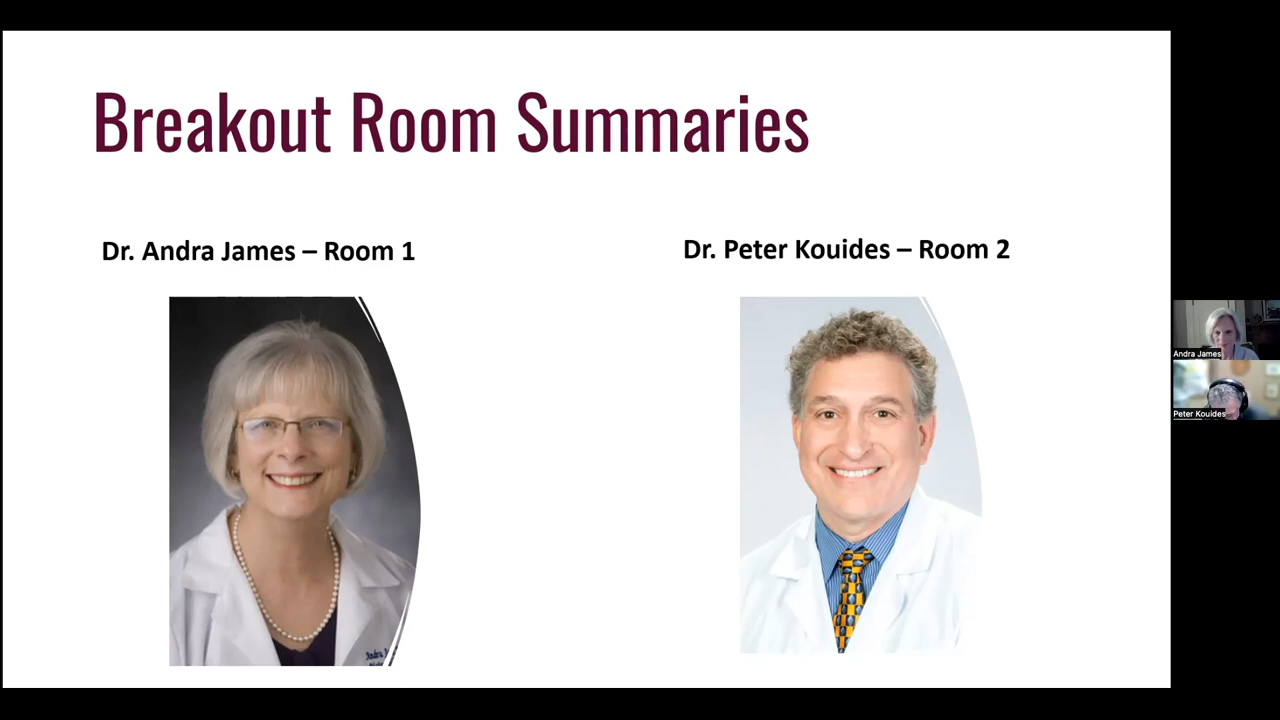 Breakout Room Summaries
Dr. Andra James – Room 1
Dr. Peter Kouides – Room 2
Andra James
Peter Kouides